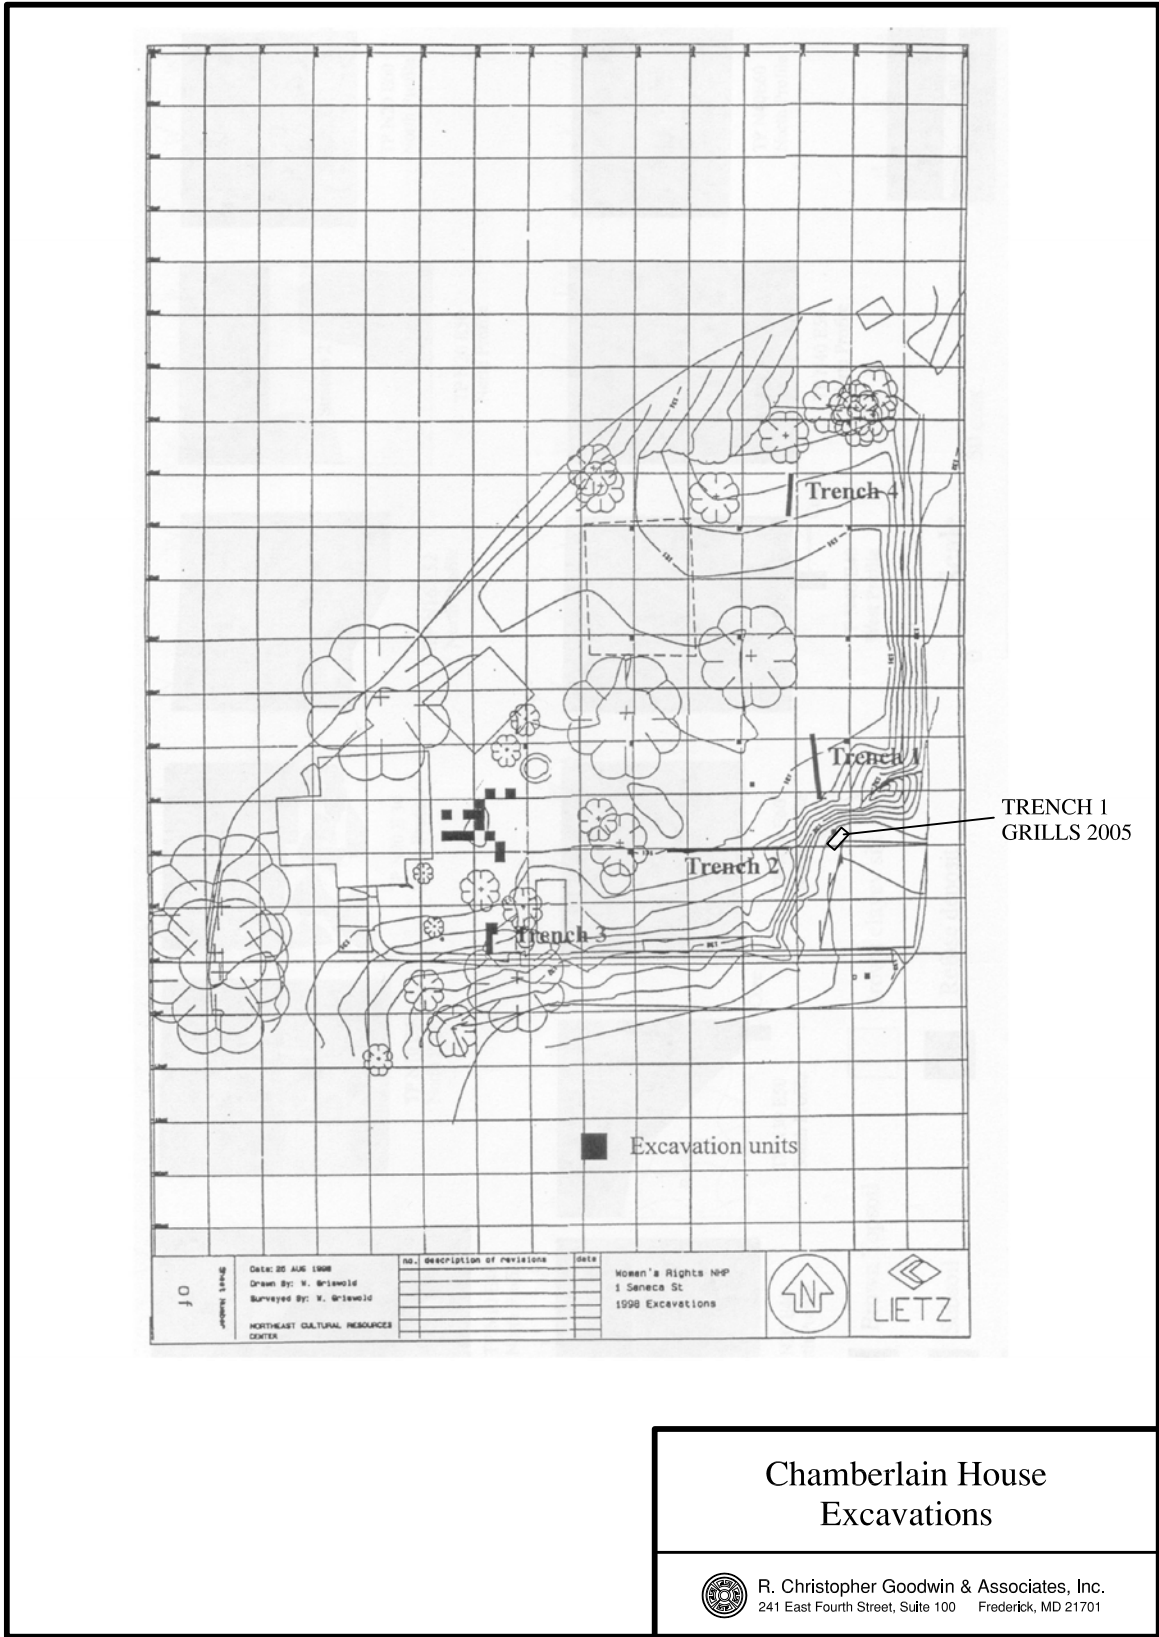 Trench 4
Trench 1
TRENCH 1
GRILLS 2005
Trench 2
Trench 3
Excavation units
Sheet Number
of
Date: 26 AUG 1998
Drawn By: W. Griswold
Surveyed By: W. Griswold
NORTHEAST CULTURAL RESOURCES
CENTER
no. description of revisions date
Women's Rights NHP
1 Seneca St
1998 Excavations
N
LIETZ
Chamberlain House
Excavations
R. Christopher Goodwin & Associates, Inc.
241 East Fourth Street, Suite 100 Frederick, MD 21701